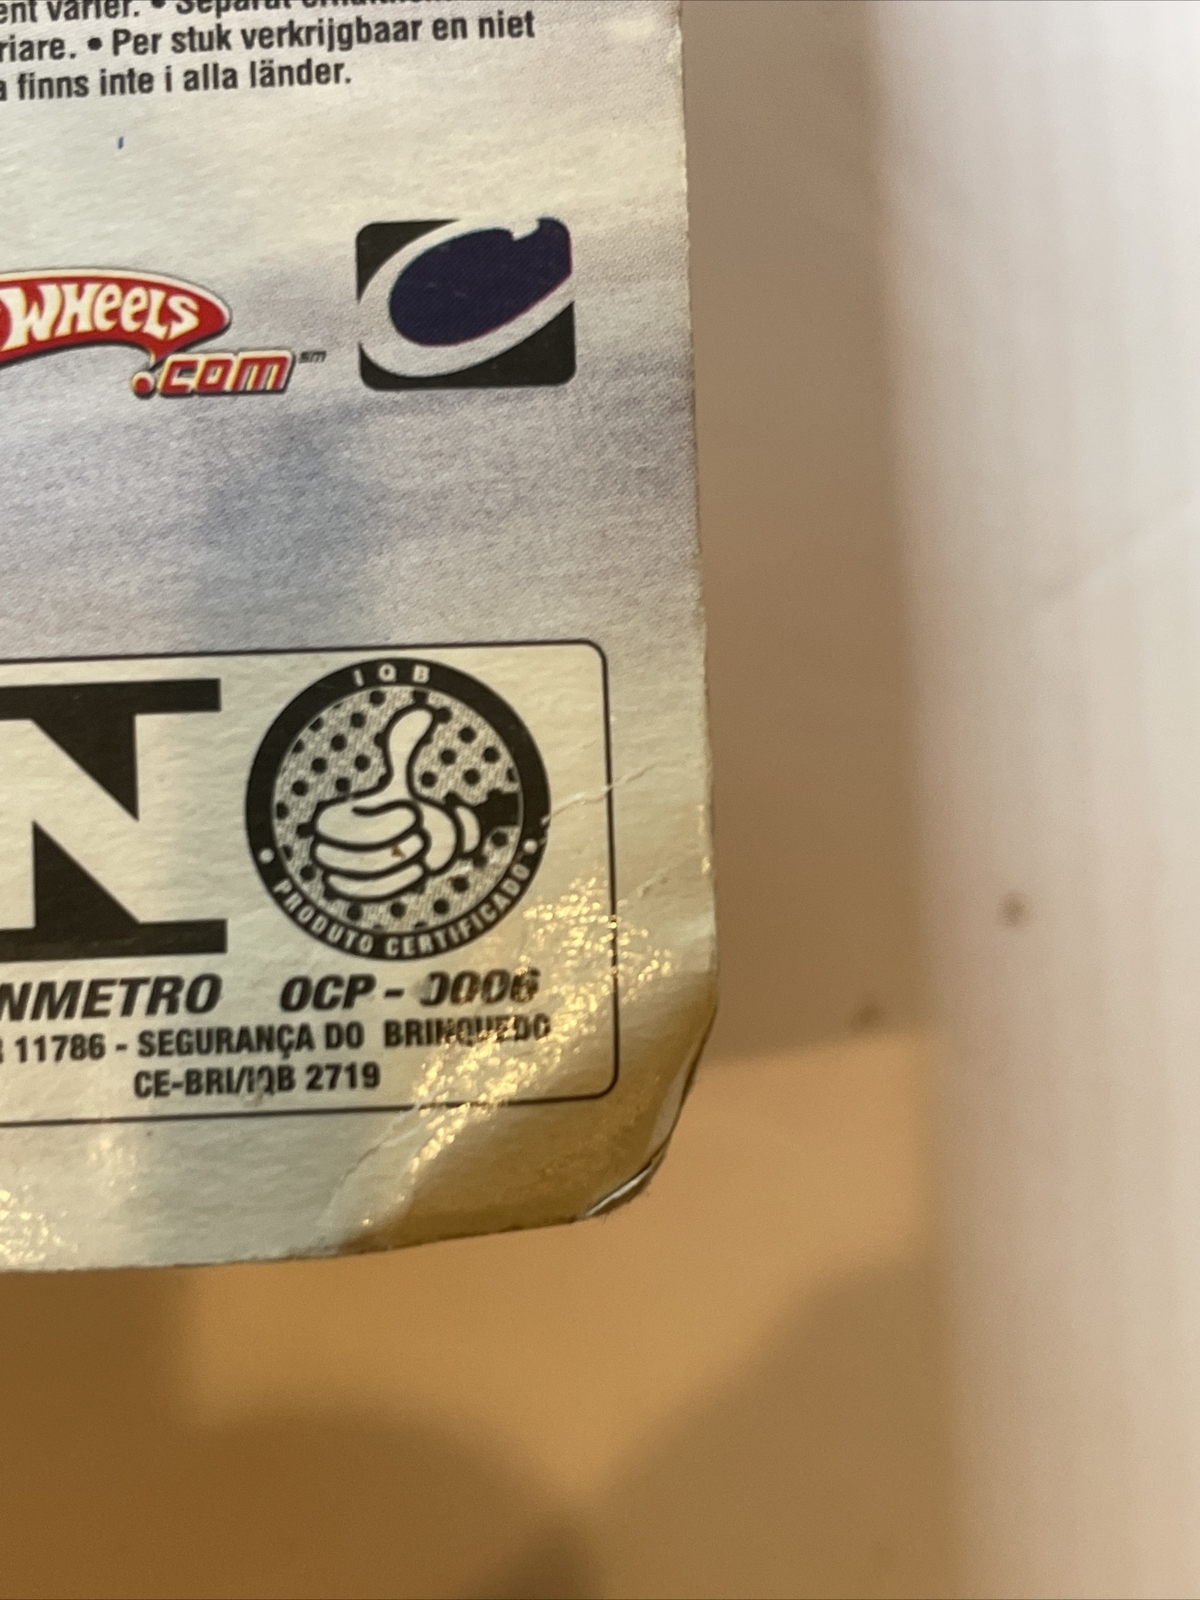 ent varier. • Separat
riare. • Per stuk verkrijgbaar en niet
a finns inte i alla länder.
WHeeLS
.com℠
IQB
• PRODUTO CERTIFICADO •
NMETRO OCP - 0006
11786 - SEGURANÇA DO BRINQUEDO
CE-BRI/IQB 2719